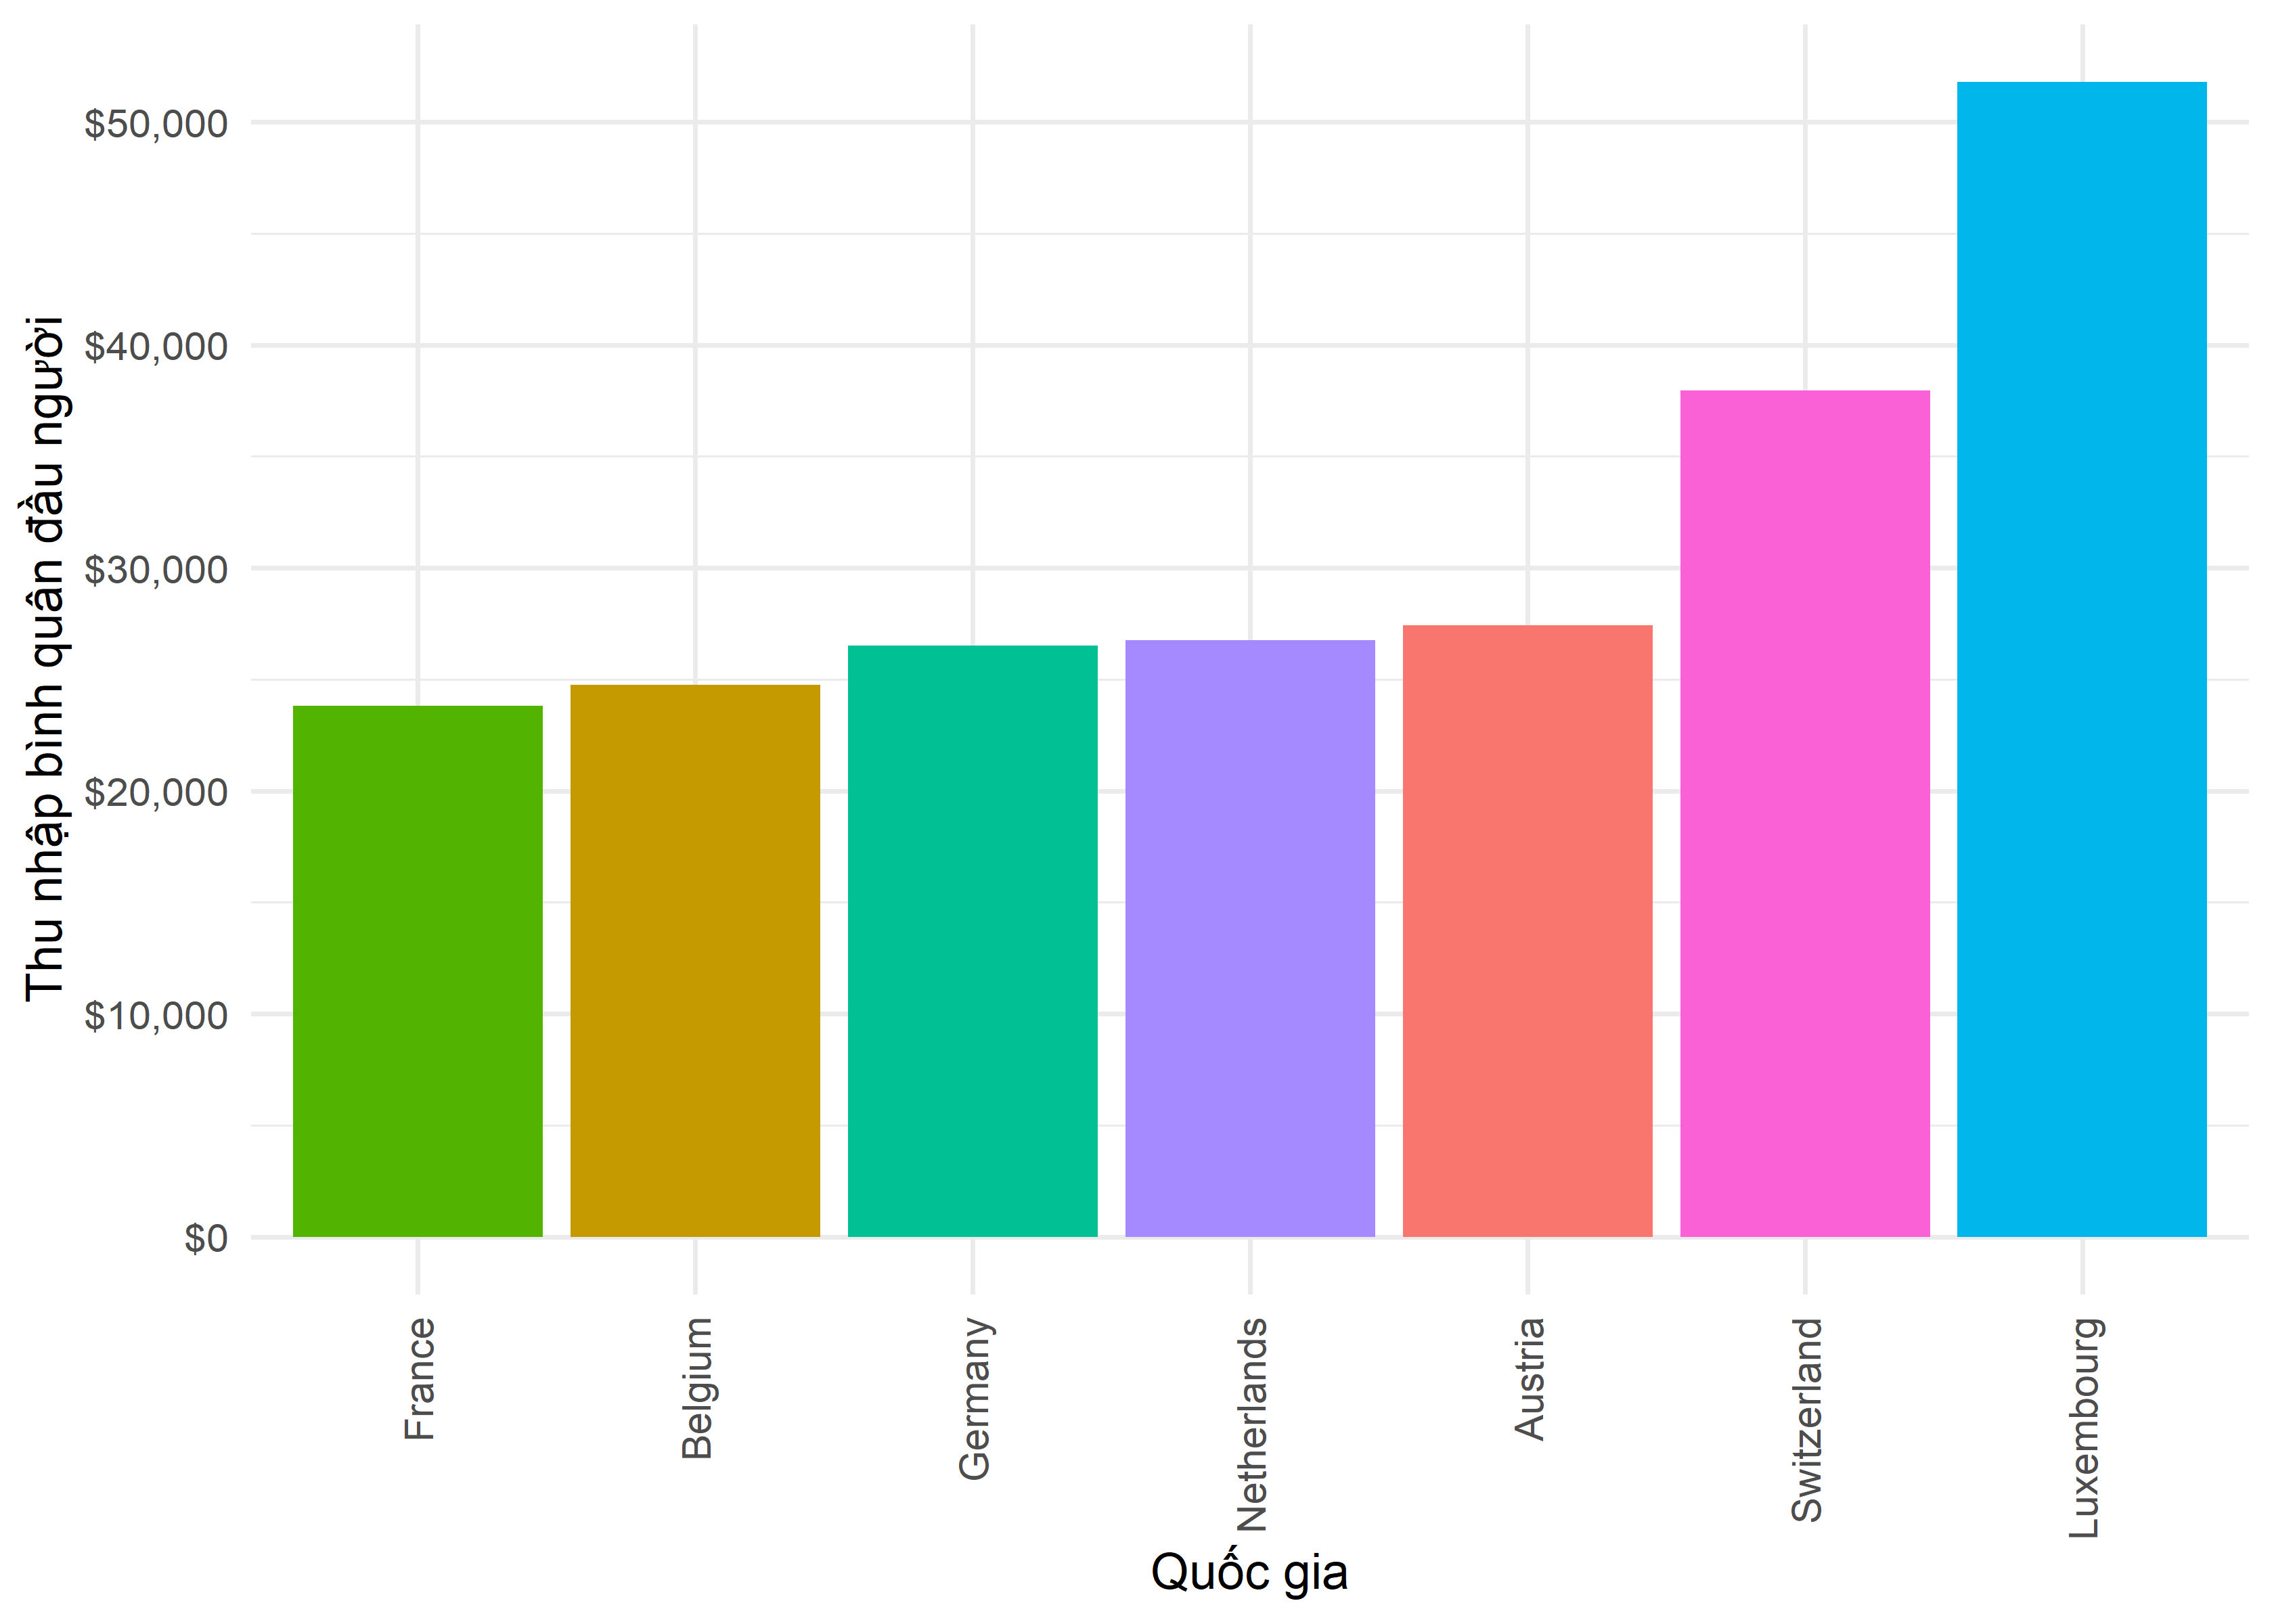 Thu nhập bình quân đầu người
$50,000
$40,000
$30,000
$20,000
$10,000
$0
France
Belgium
Germany
Netherlands
Austria
Switzerland
Luxembourg
Quốc gia